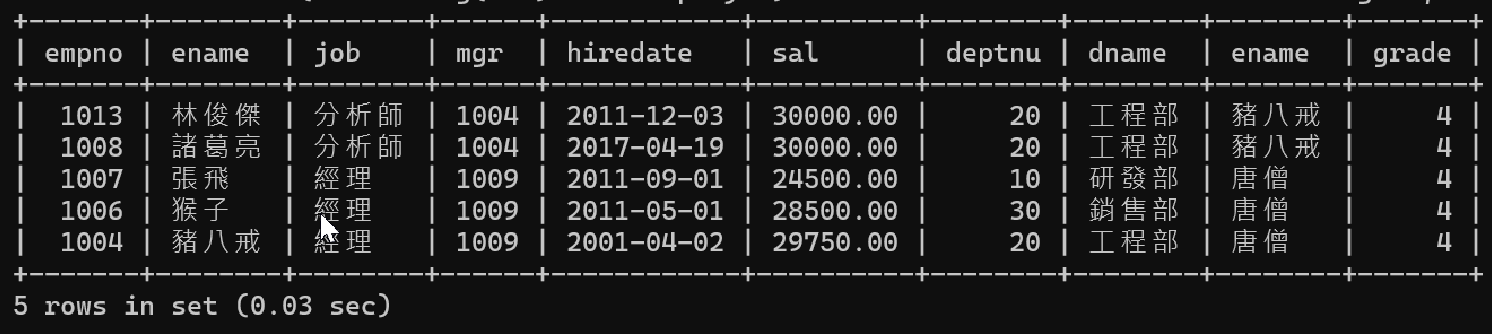 +-------+--------+--------+------+------------+----------+--------+--------+--------+-------+
| empno | ename | job | mgr | hiredate | sal | deptnu | dname | ename | grade |
+-------+--------+--------+------+------------+----------+--------+--------+--------+-------+
| 1013 | 林俊傑 | 分析師 | 1004 | 2011-12-03 | 30000.00 | 20 | 工程部 | 豬八戒 | 4 |
| 1008 | 諸葛亮 | 分析師 | 1004 | 2017-04-19 | 30000.00 | 20 | 工程部 | 豬八戒 | 4 |
| 1007 | 張飛 | 經理 | 1009 | 2011-09-01 | 24500.00 | 10 | 研發部 | 唐僧 | 4 |
| 1006 | 猴子 | 經理 | 1009 | 2011-05-01 | 28500.00 | 30 | 銷售部 | 唐僧 | 4 |
| 1004 | 豬八戒 | 經理 | 1009 | 2001-04-02 | 29750.00 | 20 | 工程部 | 唐僧 | 4 |
+-------+--------+--------+------+------------+----------+--------+--------+--------+-------+
5 rows in set (0.03 sec)